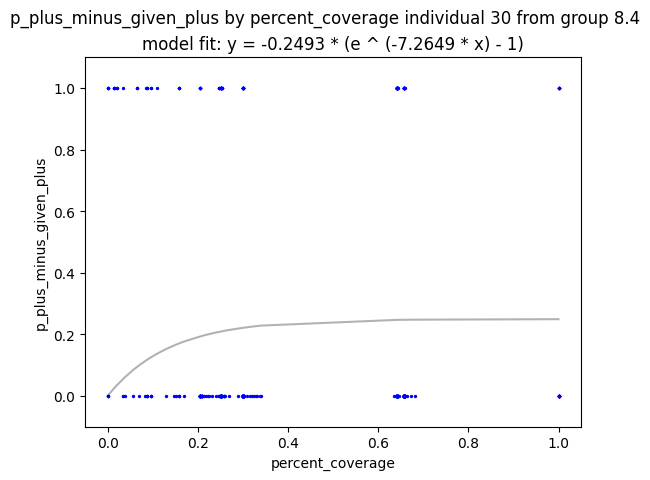 p_plus_minus_given_plus by percent_coverage individual 30 from group 8.4
model fit: y = -0.2493 * (e ^ (-7.2649 * x) - 1)
1.0
0.8
0.6
0.4
0.2
0.0
p_plus_minus_given_plus
0.0 0.2 0.4 0.6 0.8 1.0
percent_coverage